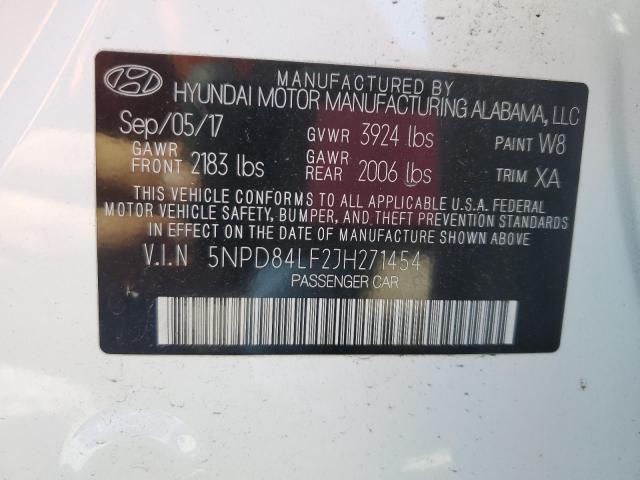 MANUFACTURED BY
HYUNDAI MOTOR MANUFACTURING ALABAMA, LLC
Sep/05/17 GVWR 3924 lbs PAINT W8
GAWR FRONT 2183 lbs GAWR REAR 2006 lbs TRIM XA
THIS VEHICLE CONFORMS TO ALL APPLICABLE U.S.A. FEDERAL
MOTOR VEHICLE SAFETY, BUMPER, AND THEFT PREVENTION STANDARDS
IN EFFECT ON THE DATE OF MANUFACTURE SHOWN ABOVE.
V.I.N 5NPD84LF2JH271454
PASSENGER CAR